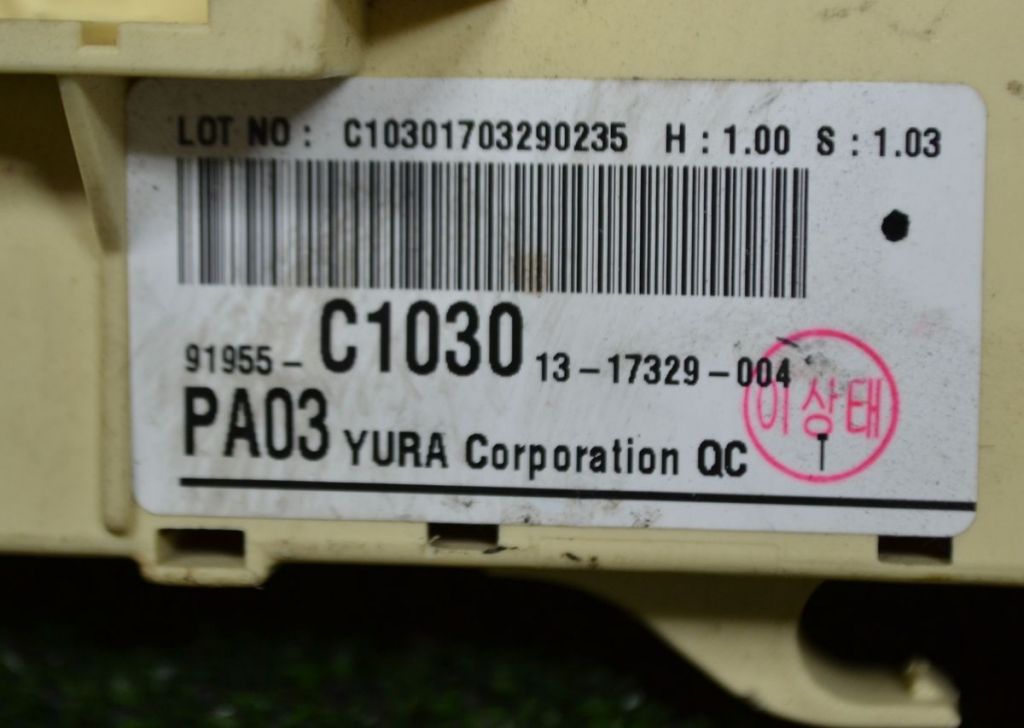 LOT NO : C10301703290235 H : 1.00 S : 1.03
91955 - C1030 13-17329-004
PA03 YURA Corporation QC
이상태
T